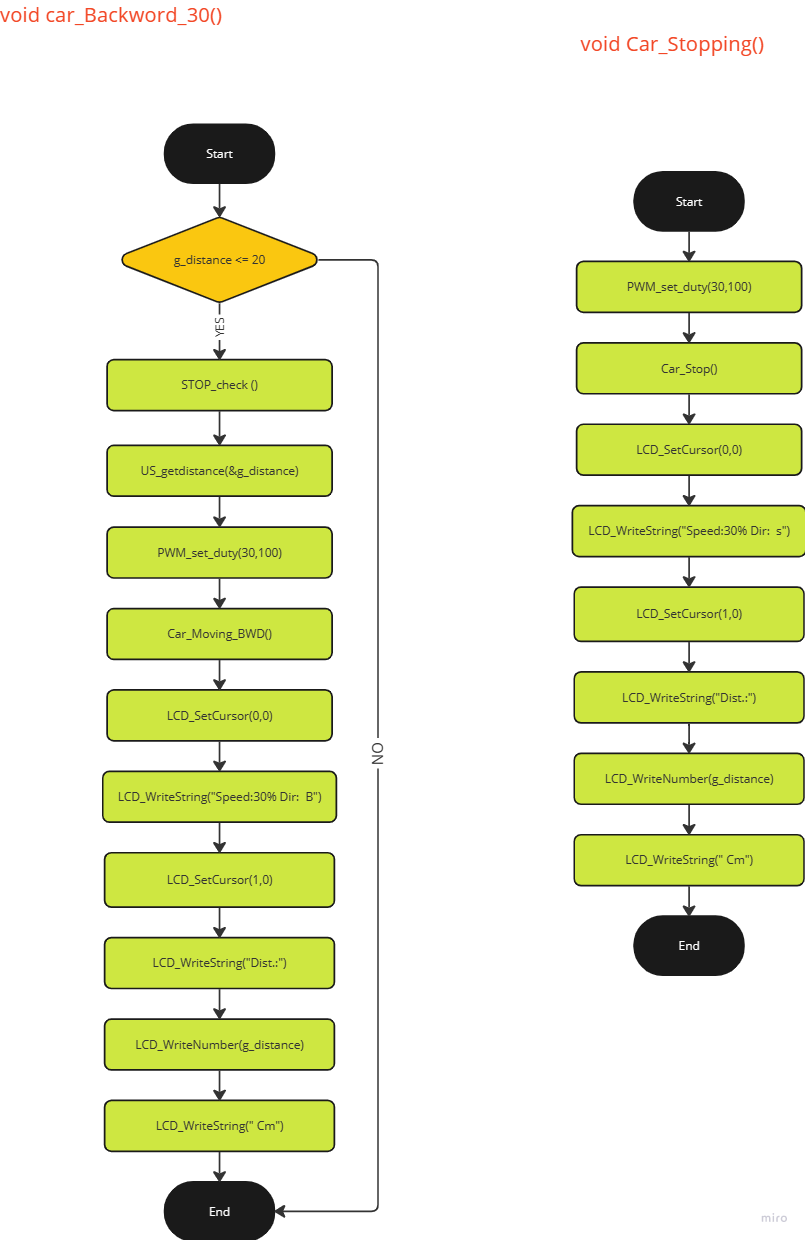 void car_Backword_30()
Start
g_distance <= 20
YES
NO
STOP_check ()
US_getdistance(&g_distance)
PWM_set_duty(30,100)
Car_Moving_BWD()
LCD_SetCursor(0,0)
LCD_WriteString("Speed:30% Dir:  B")
LCD_SetCursor(1,0)
LCD_WriteString("Dist.:")
LCD_WriteNumber(g_distance)
LCD_WriteString(" Cm")
End
void Car_Stopping()
Start
PWM_set_duty(30,100)
Car_Stop()
LCD_SetCursor(0,0)
LCD_WriteString("Speed:30% Dir:  s")
LCD_SetCursor(1,0)
LCD_WriteString("Dist.:")
LCD_WriteNumber(g_distance)
LCD_WriteString(" Cm")
End
miro